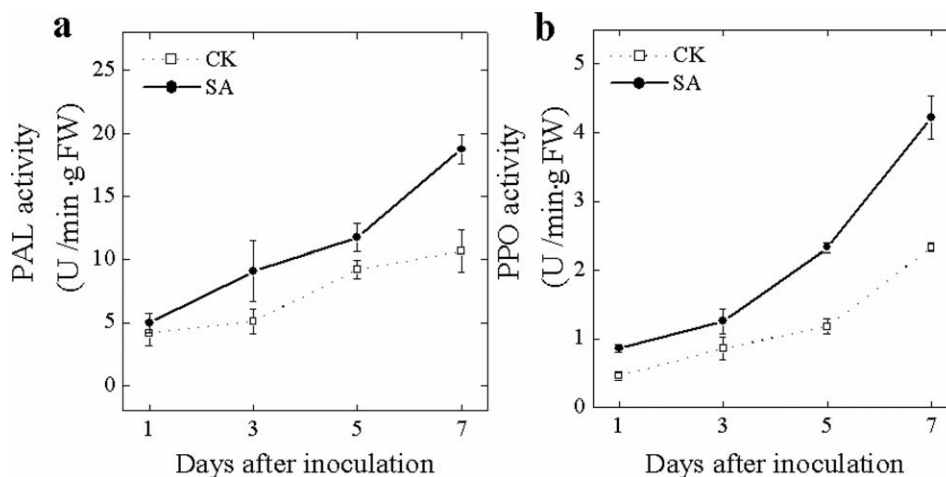 a
CK
SA
PAL activity
(U /min ·g FW)
25
20
15
10
5
0
1 3 5 7
Days after inoculation
b
CK
SA
PPO activity
(U /min·g FW)
5
4
3
2
1
0
1 3 5 7
Days after inoculation